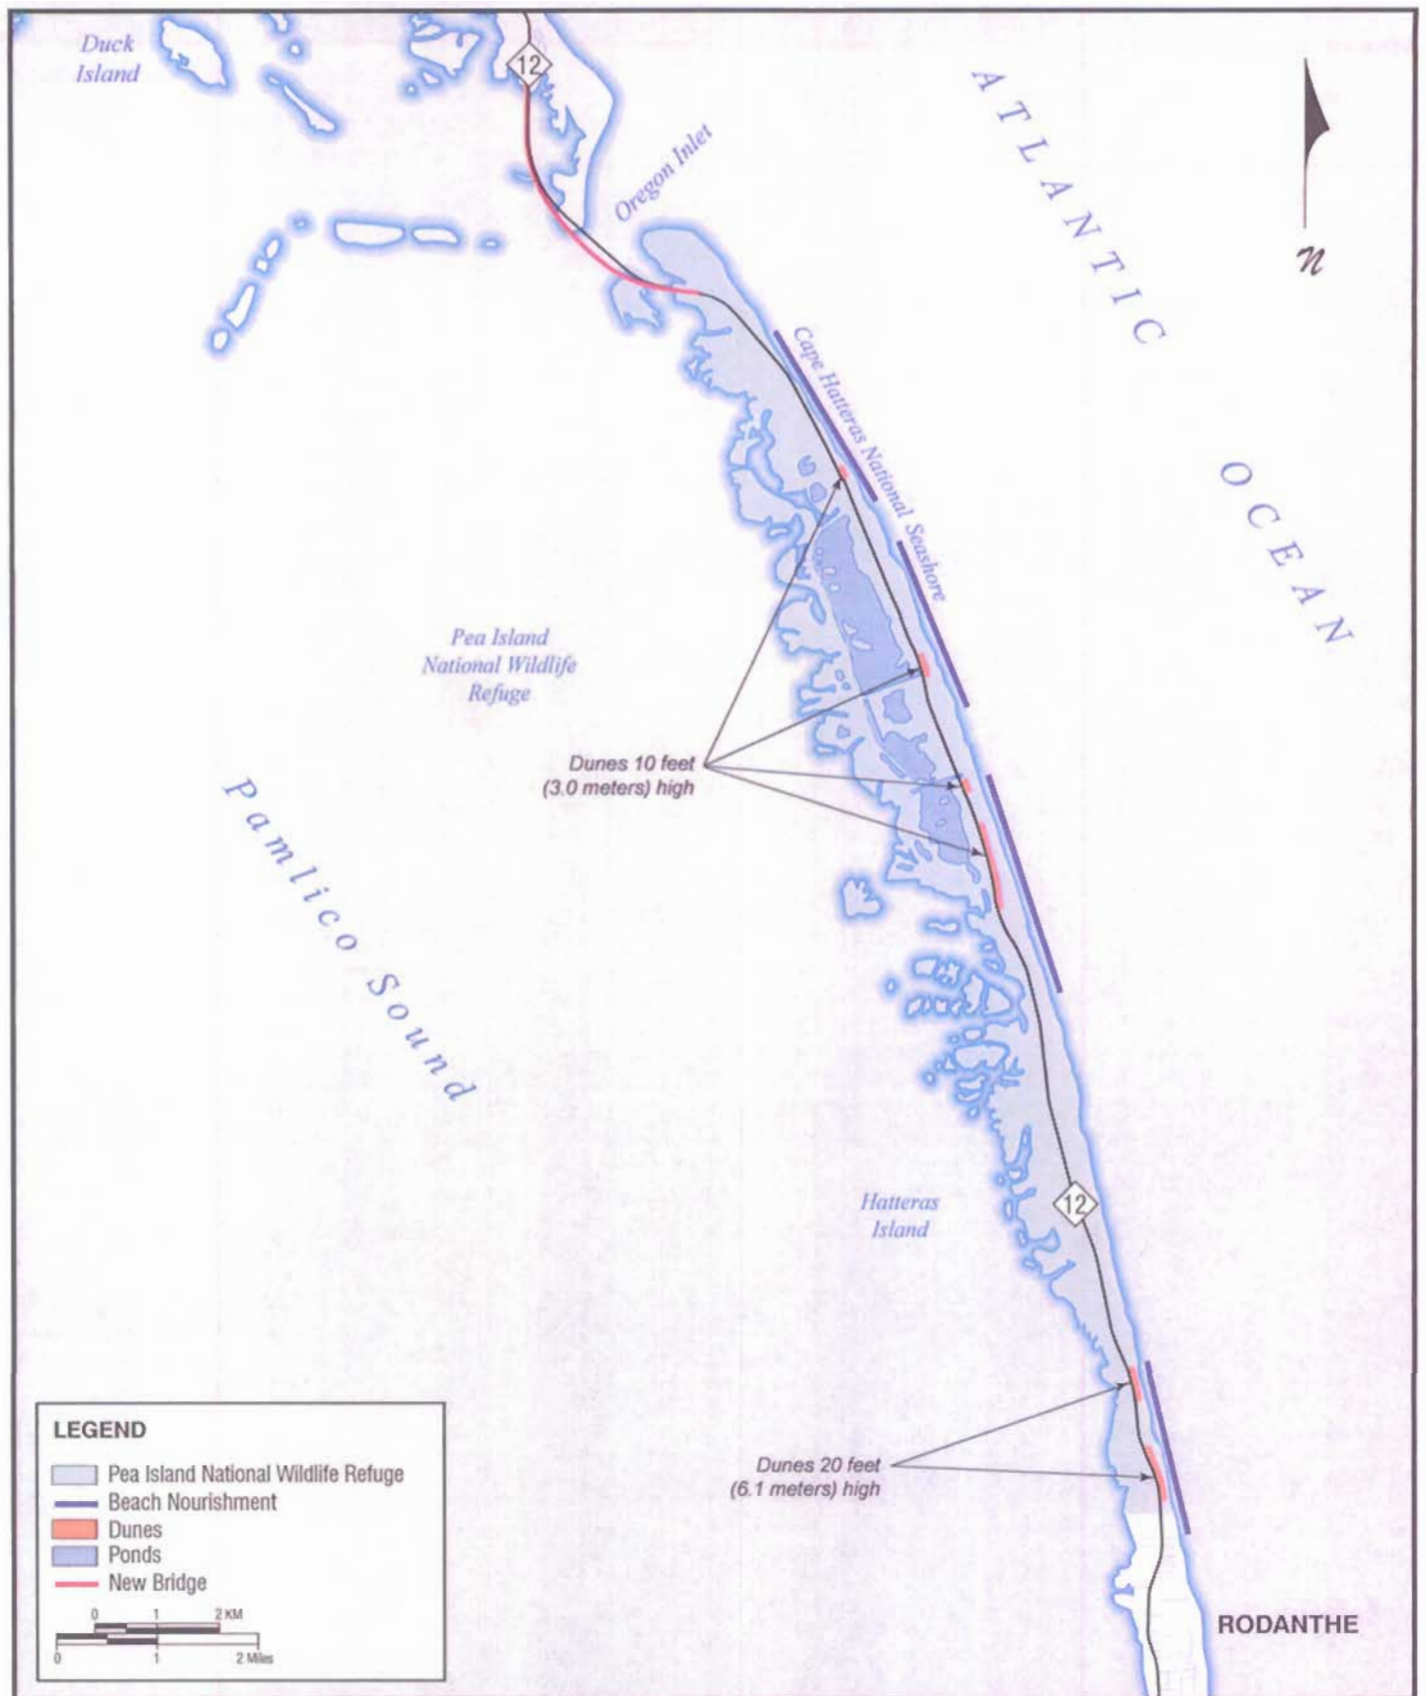 Duck
Island
12
Oregon Inlet
ATLANTIC
OCEAN
N
Cape Hatteras National Seashore
Pea Island
National Wildlife
Refuge
Dunes 10 feet
(3.0 meters) high
Pamlico Sound
12
Hatteras
Island
Dunes 20 feet
(6.1 meters) high
RODANTHE
LEGEND
Pea Island National Wildlife Refuge
Beach Nourishment
Dunes
Ponds
New Bridge
0 1 2 KM
0 1 2 Miles